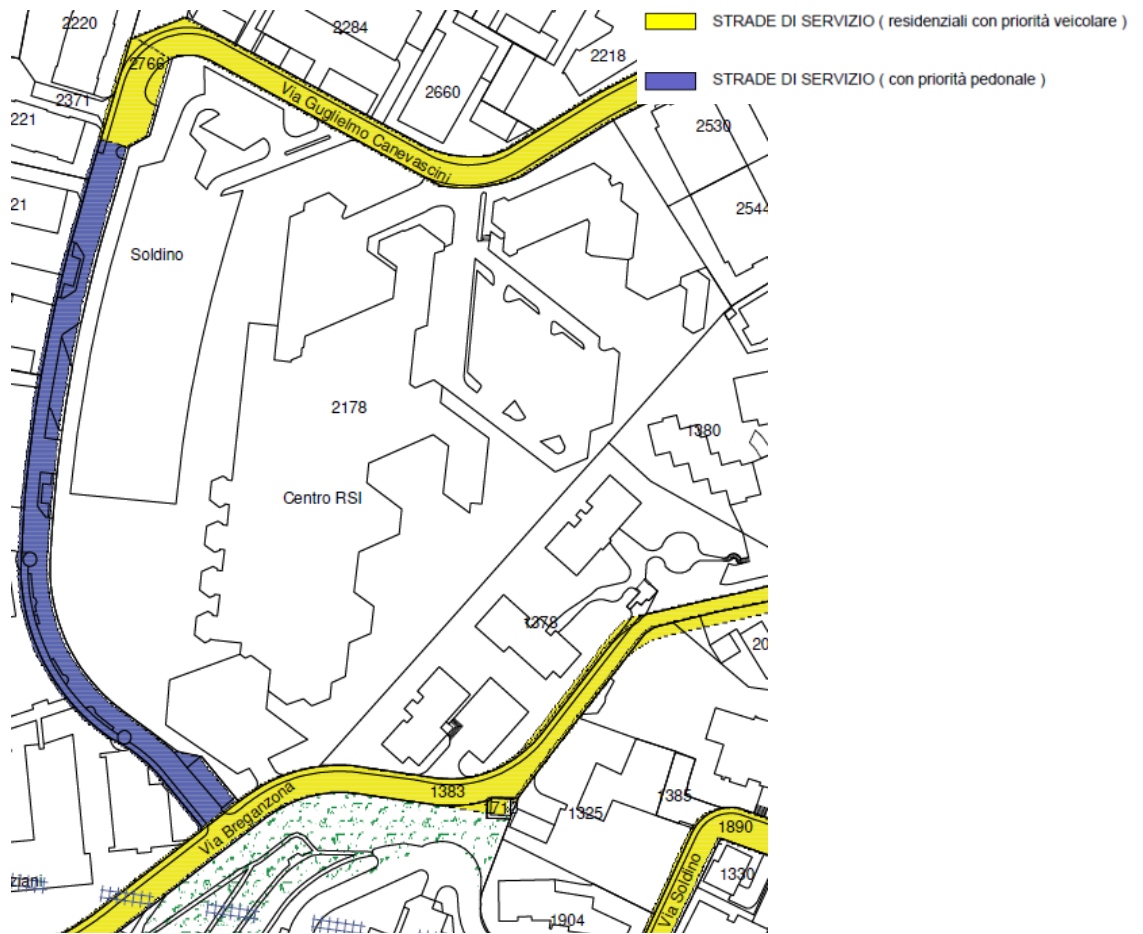 2220
2284
STRADE DI SERVIZIO ( residenziali con priorità veicolare )
2218
2766
STRADE DI SERVIZIO ( con priorità pedonale )
2371
2660
Via Guglielmo Canevascini
221
2530
21
2544
Soldino
2178
1380
Centro RSI
1378
20
1383
171
1325
1385
Via Breganzona
1890
1330
ziani
Via Soldino
1904